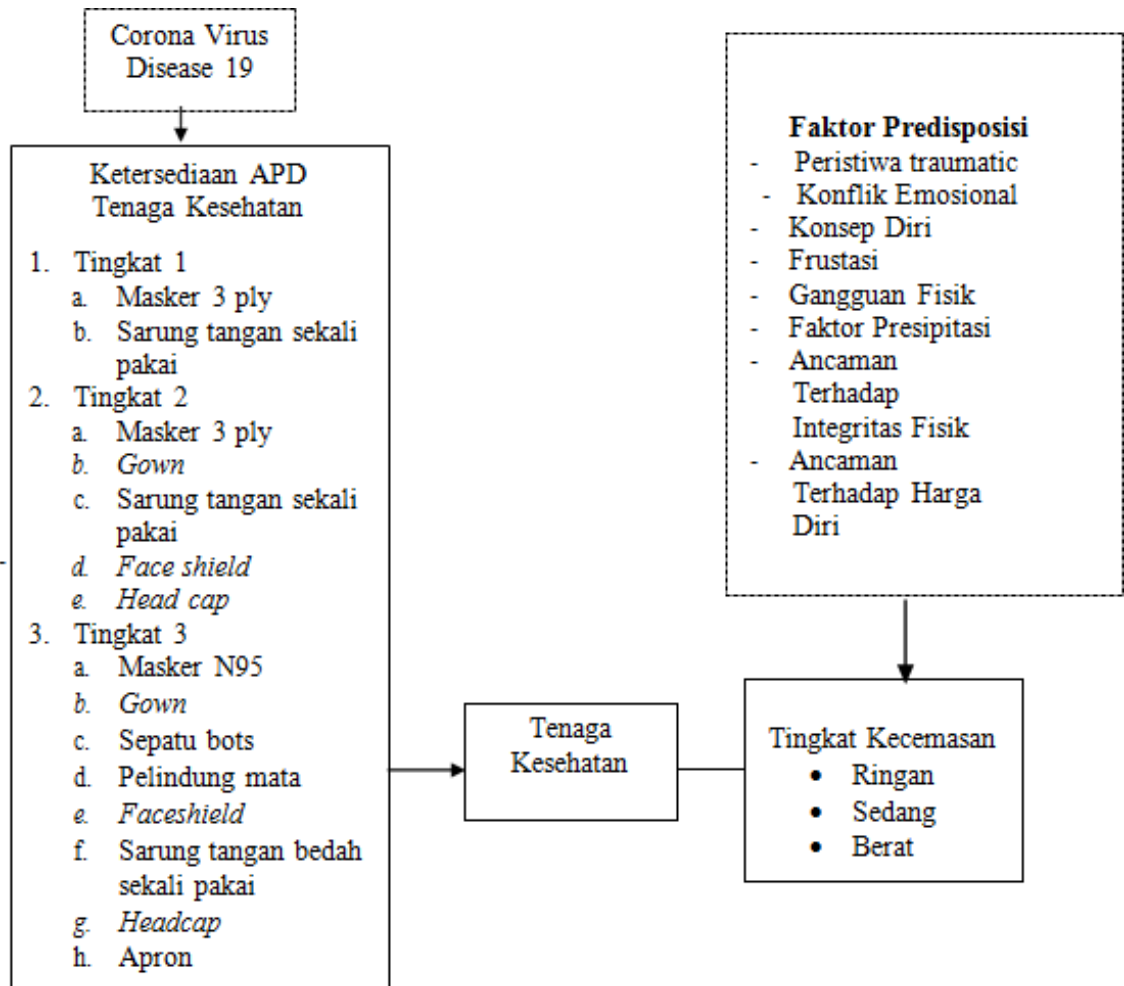 Corona Virus
Disease 19
Ketersediaan APD
Tenaga Kesehatan
1. Tingkat 1
a. Masker 3 ply
b. Sarung tangan sekali
pakai
2. Tingkat 2
a. Masker 3 ply
b. Gown
c. Sarung tangan sekali
pakai
d. Face shield
e. Head cap
3. Tingkat 3
a. Masker N95
b. Gown
c. Sepatu bots
d. Pelindung mata
e. Faceshield
f. Sarung tangan bedah
sekali pakai
g. Headcap
h. Apron
Tenaga
Kesehatan
Faktor Predisposisi
- Peristiwa traumatic
- Konflik Emosional
- Konsep Diri
- Frustasi
- Gangguan Fisik
- Faktor Presipitasi
- Ancaman
Terhadap
Integritas Fisik
- Ancaman
Terhadap Harga
Diri
Tingkat Kecemasan
• Ringan
• Sedang
• Berat